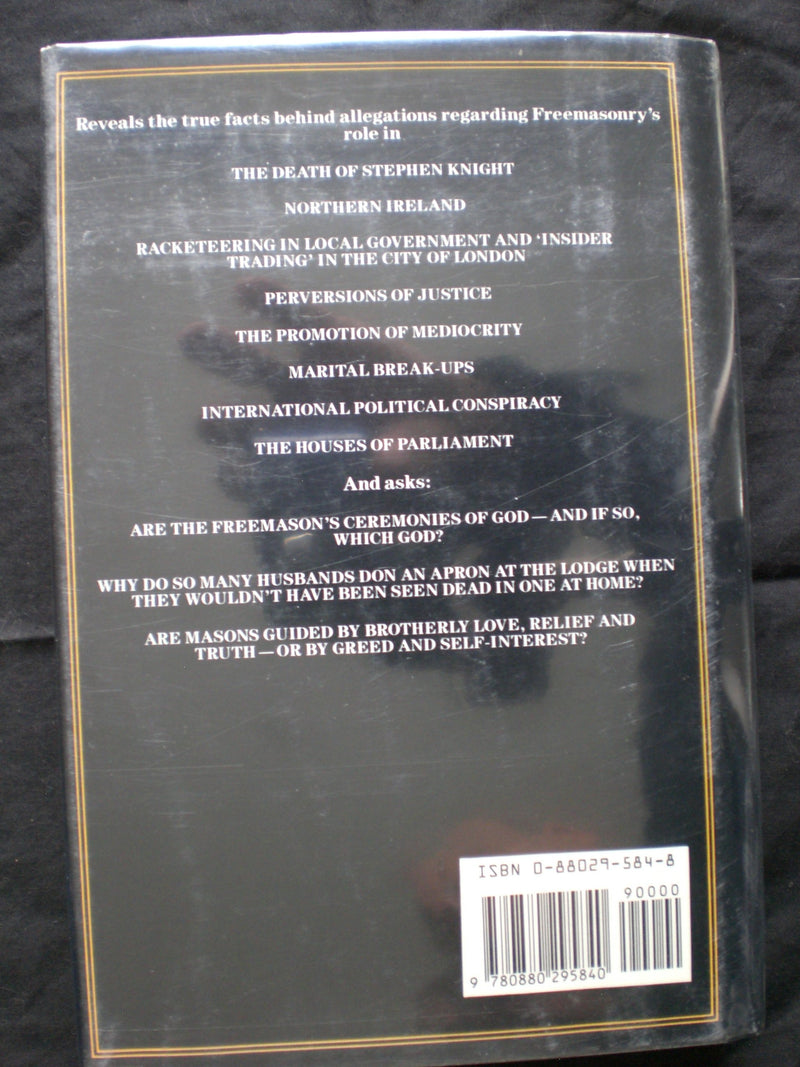 Reveals the true facts behind allegations regarding Freemasonry's
role in
THE DEATH OF STEPHEN KNIGHT
NORTHERN IRELAND
RACKETEERING IN LOCAL GOVERNMENT AND 'INSIDER
TRADING' IN THE CITY OF LONDON
PERVERSIONS OF JUSTICE
THE PROMOTION OF MEDIOCRITY
MARITAL BREAK-UPS
INTERNATIONAL POLITICAL CONSPIRACY
THE HOUSES OF PARLIAMENT
And asks:
ARE THE FREEMASON'S CEREMONIES OF GOD — AND IF SO,
WHICH GOD?
WHY DO SO MANY HUSBANDS DON AN APRON AT THE LODGE WHEN
THEY WOULDN'T HAVE BEEN SEEN DEAD IN ONE AT HOME?
ARE MASONS GUIDED BY BROTHERLY LOVE, RELIEF AND
TRUTH — OR BY GREED AND SELF-INTEREST?
ISBN 0-88029-584-8
90000
9 780880 295840